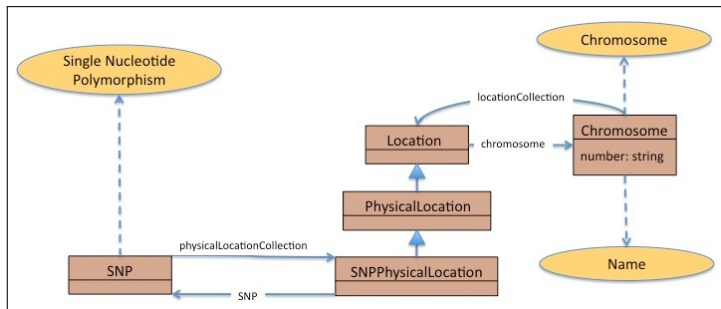 Single Nucleotide
Polymorphism
Chromosome
locationCollection
Location
chromosome
Chromosome
number: string
PhysicalLocation
physicalLocationCollection
SNP
SNPPhysicalLocation
SNP
Name